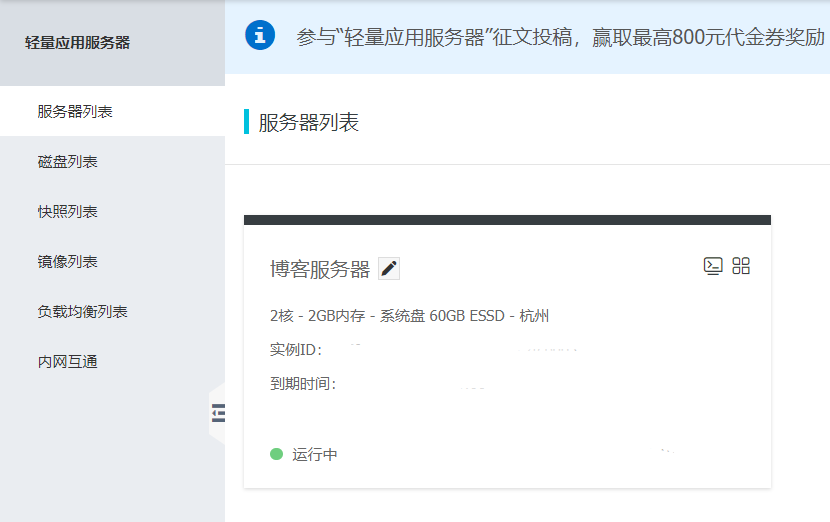 轻量应用服务器
参与“轻量应用服务器”征文投稿，赢取最高800元代金券奖励
服务器列表
磁盘列表
快照列表
镜像列表
负载均衡列表
内网互通
服务器列表
博客服务器
2核 - 2GB内存 - 系统盘 60GB ESSD - 杭州
实例ID：
到期时间：
运行中